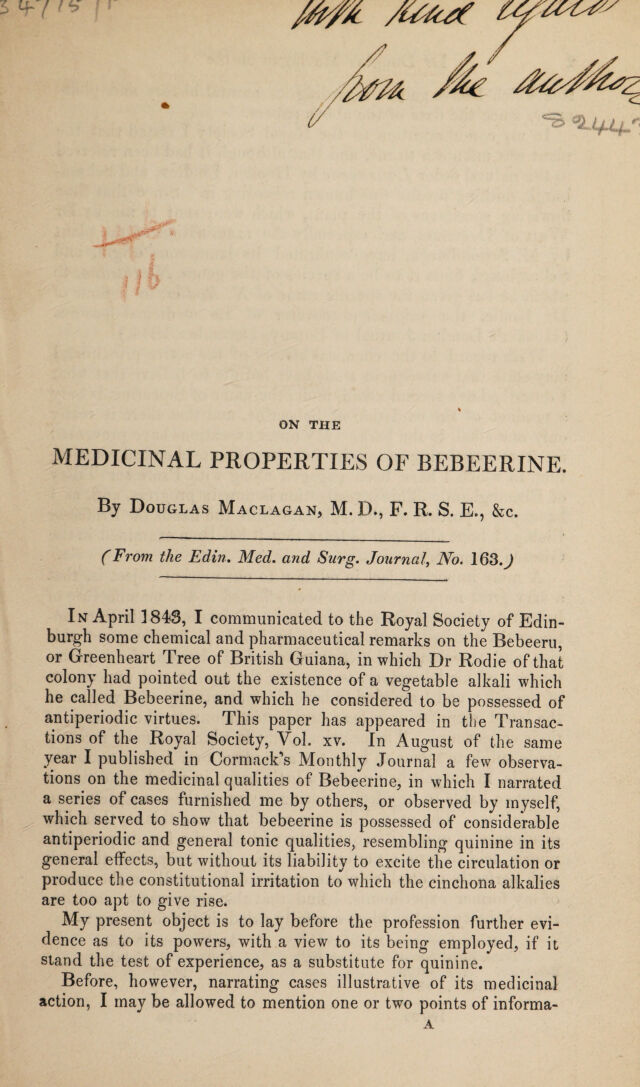 34715/1
With kind regards
from the author
82447
116
ON THE
MEDICINAL PROPERTIES OF BEBEERINE.
By DOUGLAS MACLAGAN, M. D., F. R. S. E., &c.
(From the Edin. Med. and Surg. Journal, No. 163.)
IN April 1843, I communicated to the Royal Society of Edin-
burgh some chemical and pharmaceutical remarks on the Bebeeru,
or Greenheart Tree of British Guiana, in which Dr Rodie of that
colony had pointed out the existence of a vegetable alkali which
he called Bebeerine, and which he considered to be possessed of
antiperiodic virtues. This paper has appeared in the Transac-
tions of the Royal Society, Vol. xv. In August of the same
year I published in Cormack's Monthly Journal a few observa-
tions on the medicinal qualities of Bebeerine, in which I narrated
a series of cases furnished me by others, or observed by myself,
which served to show that bebeerine is possessed of considerable
antiperiodic and general tonic qualities, resembling quinine in its
general effects, but without its liability to excite the circulation or
produce the constitutional irritation to which the cinchona alkalies
are too apt to give rise.
My present object is to lay before the profession further evi-
dence as to its powers, with a view to its being employed, if it
stand the test of experience, as a substitute for quinine.
Before, however, narrating cases illustrative of its medicinal
action, I may be allowed to mention one or two points of informa-
A